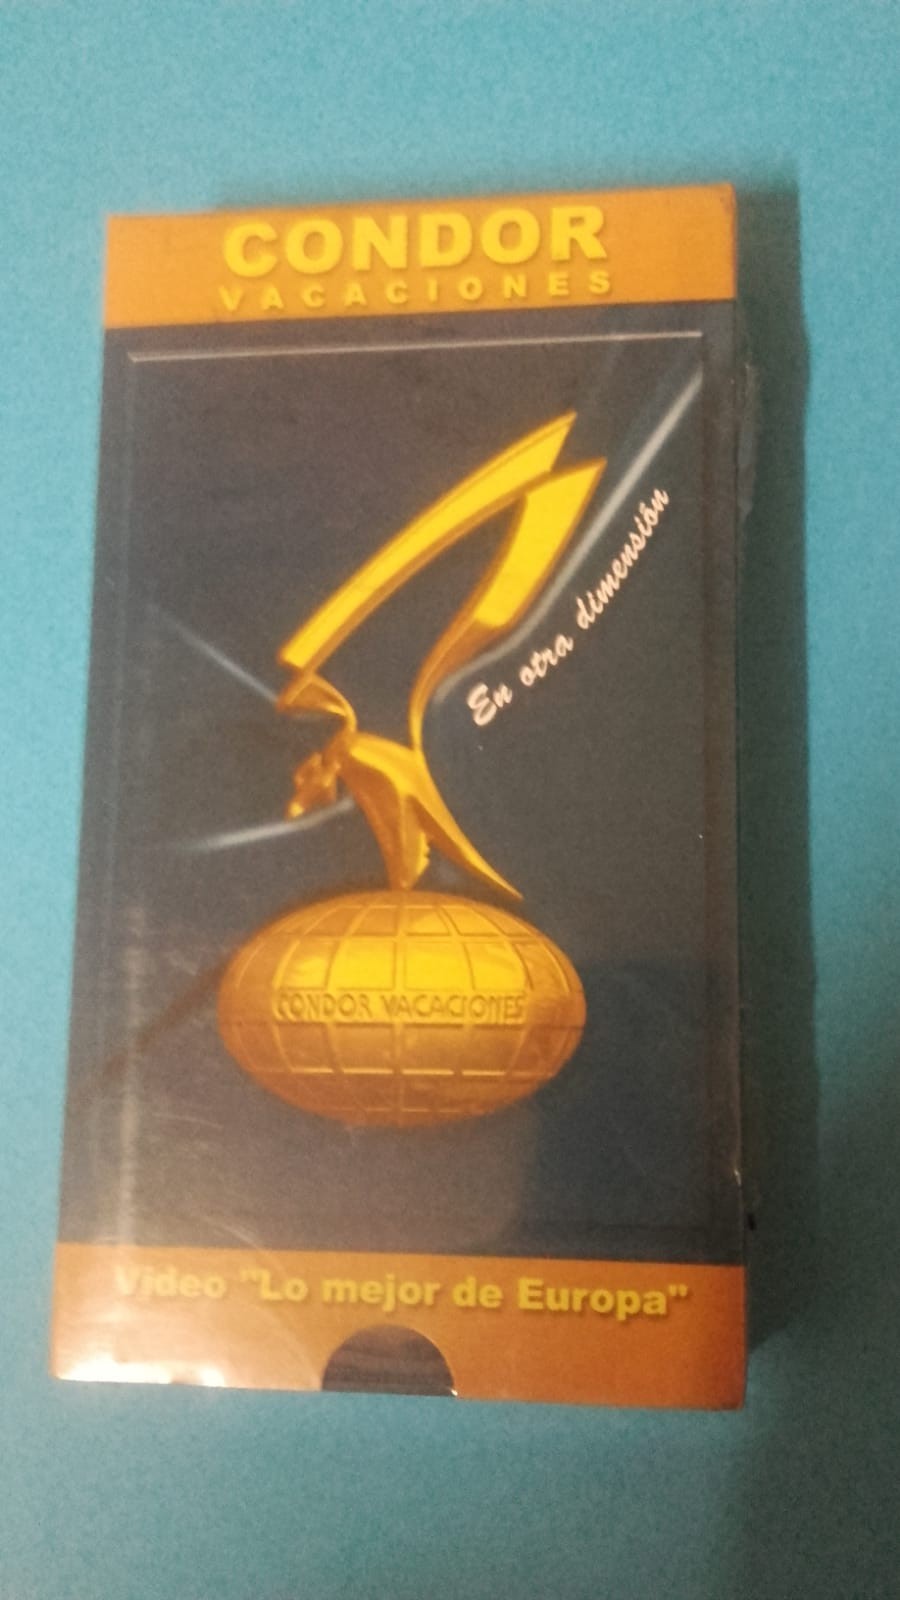 CONDOR
VACACIONES
En otra dimensión
CONDOR VACACIONES
Video "Lo mejor de Europa"